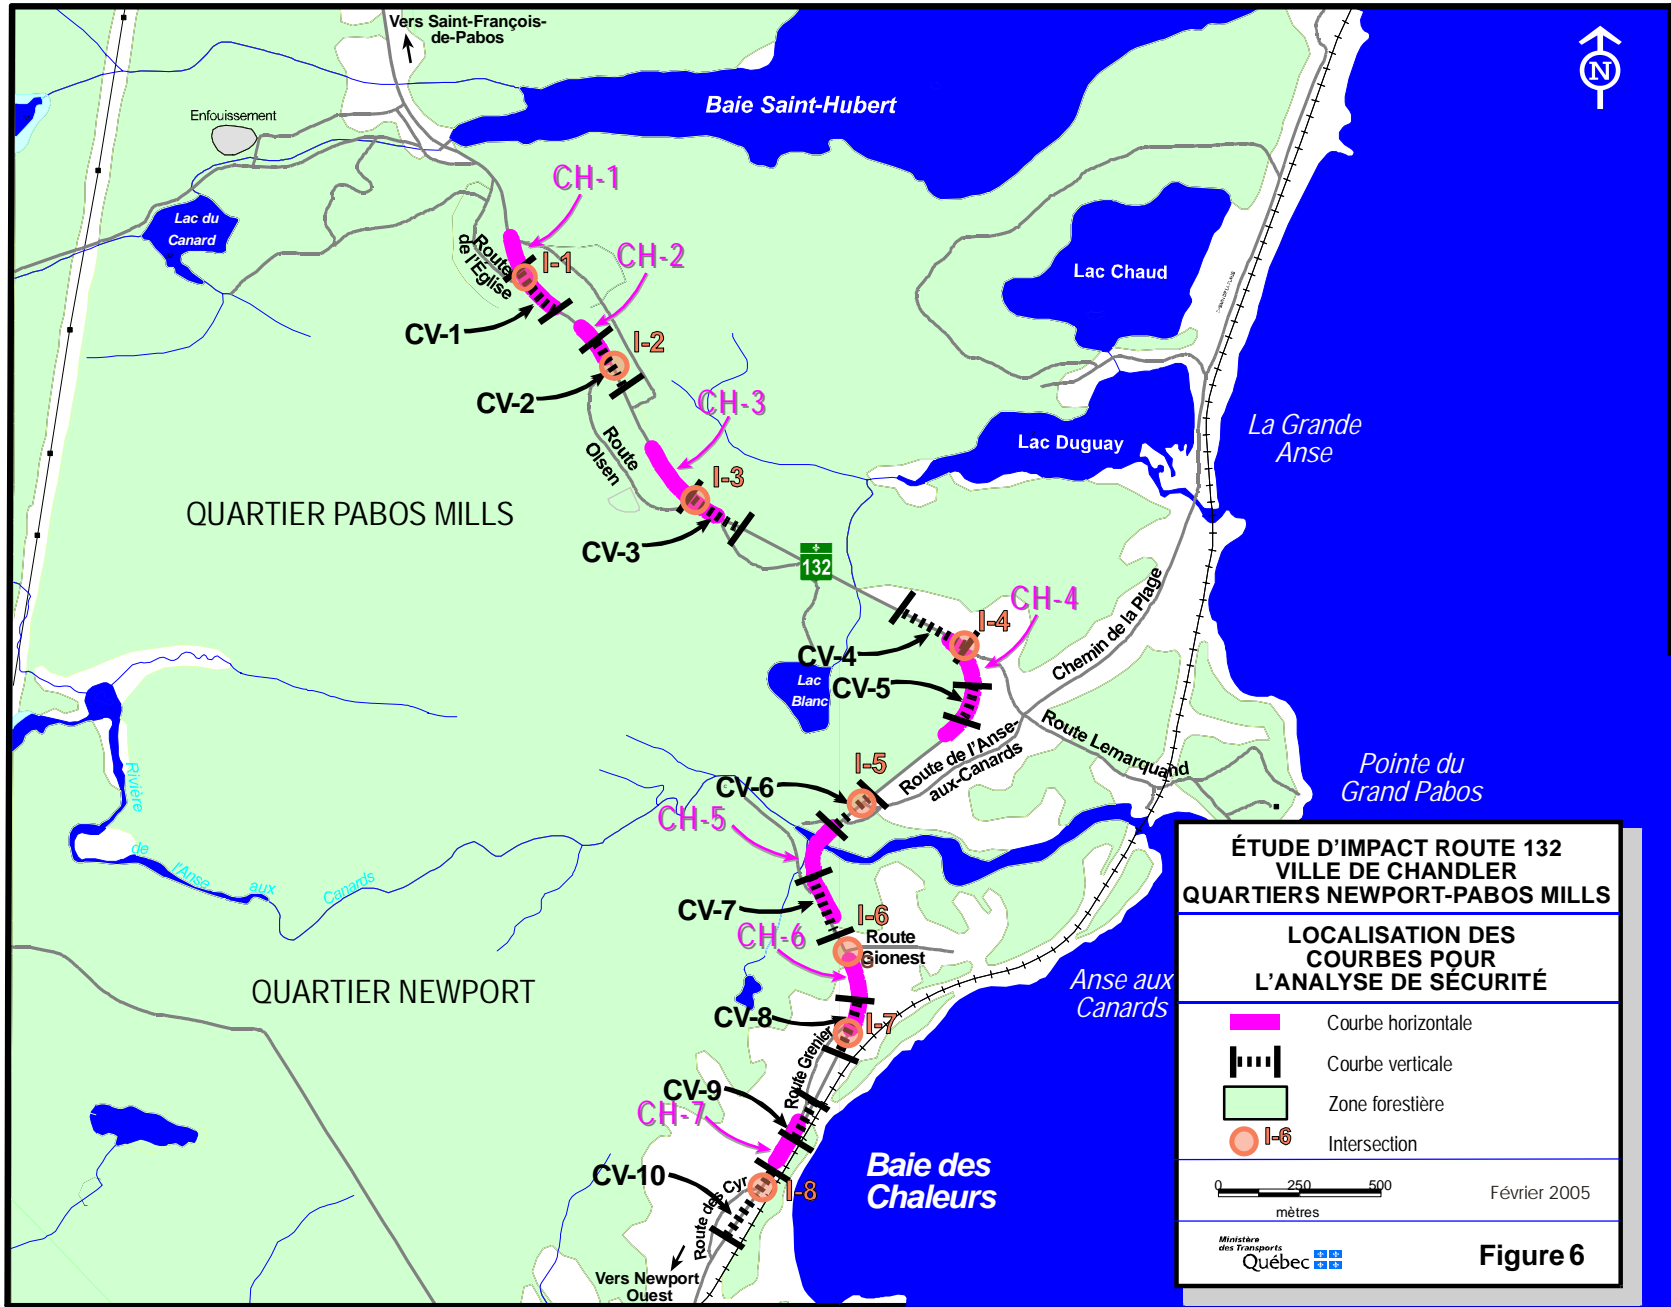 Vers Saint-François-
de-Pabos
N
Baie Saint-Hubert
Enfouissement
CH-1
Lac du
Canard
Route
de l'Église
I-1
CH-2
Lac Chaud
CV-1
I-2
CV-2
CH-3
La Grande
Anse
Lac Duguay
Route
Olsen
I-3
QUARTIER PABOS MILLS
CV-3
132
CH-4
Chemin de la Plage
I-4
CV-4
Lac
Blanc
CV-5
Route de l'Anse-
aux-Canards
Route Lemarquand
Pointe du
Grand Pabos
I-5
CV-6
CH-5
Rivière
de
l'Anse
aux
Canards
CV-7
I-6
CH-6
Route
Gionest
QUARTIER NEWPORT
Anse aux
Canards
CV-8
I-7
Route Grenier
CV-9
CH-7
Baie des
Chaleurs
CV-10
I-8
Route des Cyr
Vers Newport
Ouest
ÉTUDE D'IMPACT ROUTE 132
VILLE DE CHANDLER
QUARTIERS NEWPORT-PABOS MILLS
LOCALISATION DES
COURBES POUR
L'ANALYSE DE SÉCURITÉ
Courbe horizontale
Courbe verticale
Zone forestière
I-6 Intersection
0 250 500
mètres
Février 2005
Ministère
des Transports
Québec
Figure 6